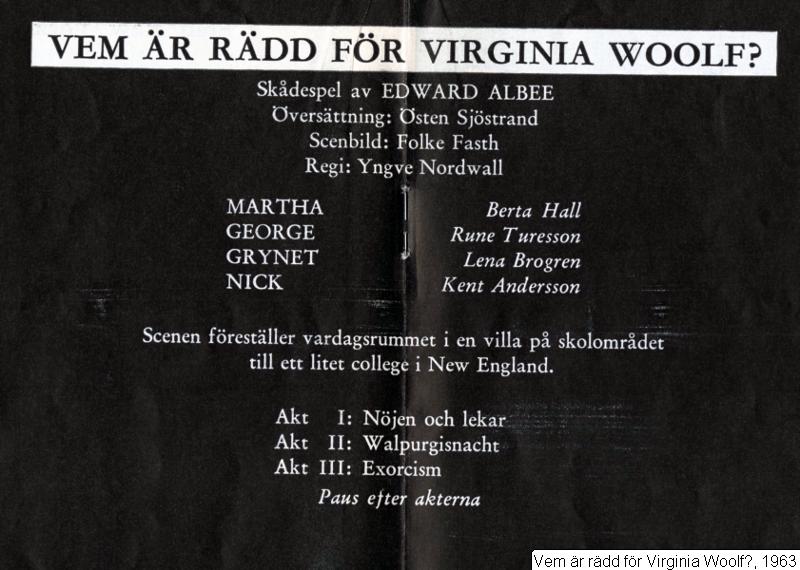 VEM ÄR RÄDD FÖR VIRGINIA WOOLF?
Skådespel av EDWARD ALBEE
Översättning: Östen Sjöstrand
Scenbild: Folke Fasth
Regi: Yngve Nordwall
MARTHA Berta Hall
GEORGE Rune Turesson
GRYNET Lena Brogren
NICK Kent Andersson
Scenen föreställer vardagsrummet i en villa på skolområdet
till ett litet college i New England.
Akt I: Nöjen och lekar
Akt II: Walpurgisnacht
Akt III: Exorcism
Paus efter akterna
Vem är rädd för Virginia Woolf?, 1963